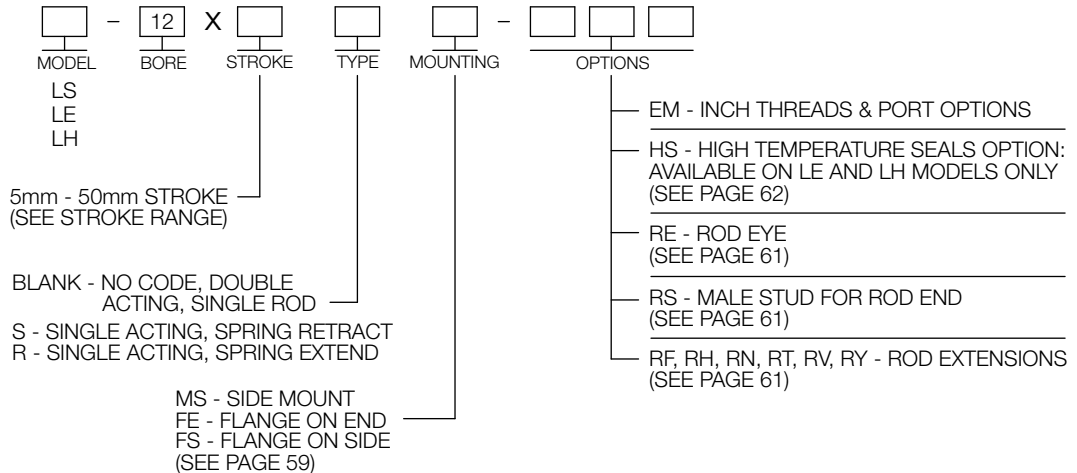 – 12 X –
MODEL BORE STROKE TYPE MOUNTING OPTIONS
LS
LE
LH
5mm - 50mm STROKE
(SEE STROKE RANGE)
BLANK - NO CODE, DOUBLE
ACTING, SINGLE ROD
S - SINGLE ACTING, SPRING RETRACT
R - SINGLE ACTING, SPRING EXTEND
MS - SIDE MOUNT
FE - FLANGE ON END
FS - FLANGE ON SIDE
(SEE PAGE 59)
EM - INCH THREADS & PORT OPTIONS
HS - HIGH TEMPERATURE SEALS OPTION:
AVAILABLE ON LE AND LH MODELS ONLY
(SEE PAGE 62)
RE - ROD EYE
(SEE PAGE 61)
RS - MALE STUD FOR ROD END
(SEE PAGE 61)
RF, RH, RN, RT, RV, RY - ROD EXTENSIONS
(SEE PAGE 61)